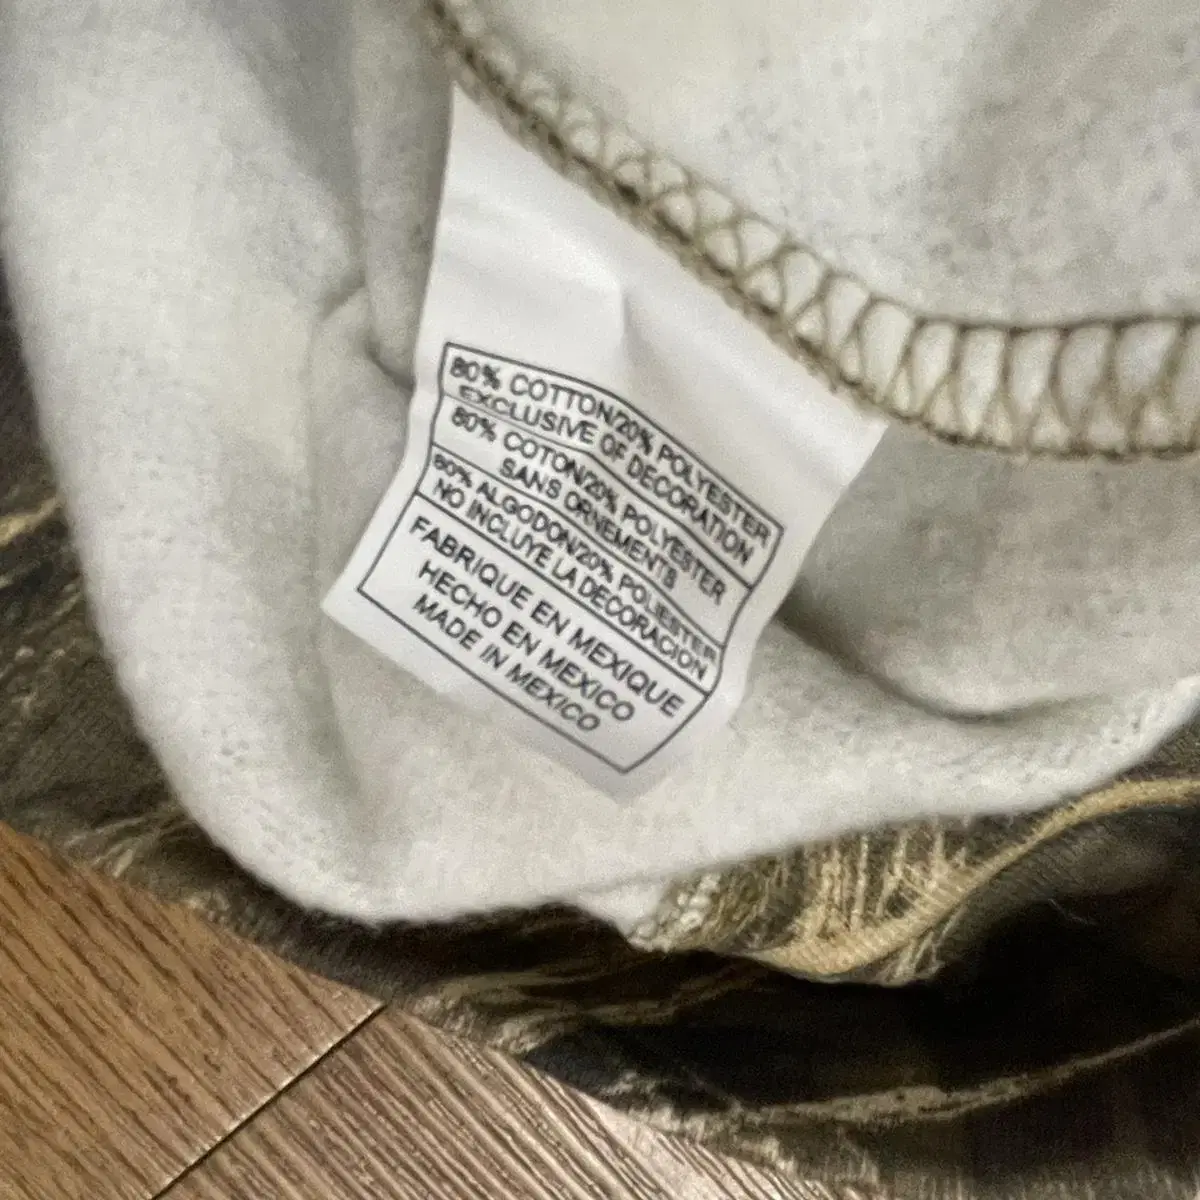 80% COTTON/20% POLYESTER
EXCLUSIVE OF DECORATION
80% COTON/20% POLYESTER
SANS ORNEMENTS
80% ALGODON/20% POLIESTER
NO INCLUYE LA DECORACION
FABRIQUE EN MEXIQUE
HECHO EN MEXICO
MADE IN MEXICO